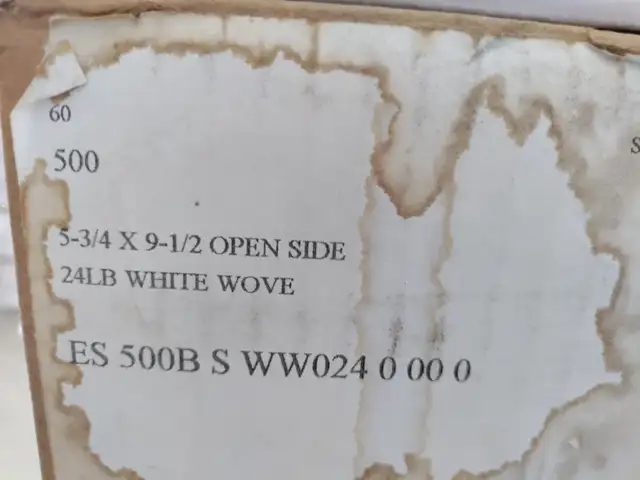 60
500
S
5-3/4 X 9-1/2 OPEN SIDE
24LB WHITE WOVE
ES 500B S WW024 0 00 0